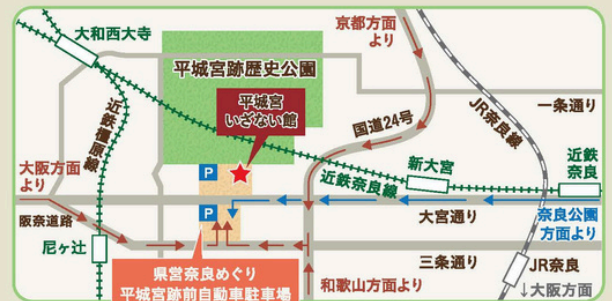 京都方面
より
大和西大寺
平城宮跡歴史公園
平城宮
いざない館
一条通り
国道24号
JR奈良線
近鉄橿原線
大阪方面
より
P
近鉄奈良線
新大宮
近鉄
奈良
阪奈道路
P
大宮通り
奈良公園
方面より
尼ヶ辻
三条通り
県営奈良めぐり
平城宮跡前自動車駐車場
和歌山方面より
JR奈良
↓大阪方面